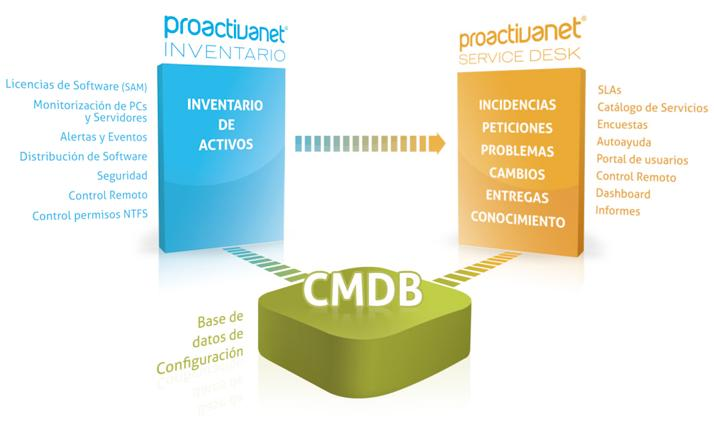 proactivanet®
INVENTARIO
Licencias de Software (SAM)
Monitorización de PCs
y Servidores
Alertas y Eventos
Distribución de Software
Seguridad
Control Remoto
Control permisos NTFS
INVENTARIO
DE
ACTIVOS
proactivanet®
SERVICE DESK
INCIDENCIAS
PETICIONES
PROBLEMAS
CAMBIOS
ENTREGAS
CONOCIMIENTO
SLAs
Catálogo de Servicios
Encuestas
Autoayuda
Portal de usuarios
Control Remoto
Dashboard
Informes
CMDB
Base de
datos de
Configuración